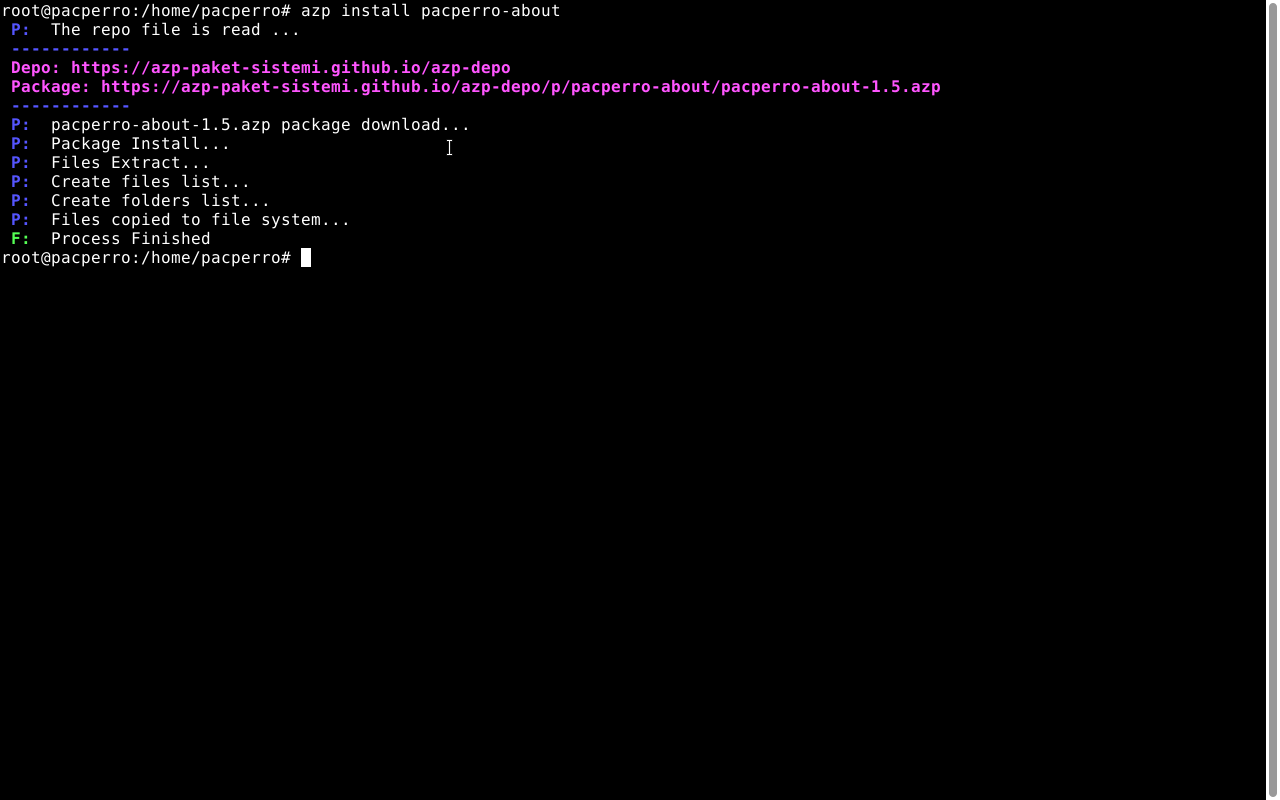 root@pacperro:/home/pacperro# azp install pacperro-about
P: The repo file is read ...
------------
Depo: https://azp-paket-sistemi.github.io/azp-depo
Package: https://azp-paket-sistemi.github.io/azp-depo/p/pacperro-about/pacperro-about-1.5.azp
------------
P: pacperro-about-1.5.azp package download...
P: Package Install...
P: Files Extract...
P: Create files list...
P: Create folders list...
P: Files copied to file system...
F: Process Finished
root@pacperro:/home/pacperro#